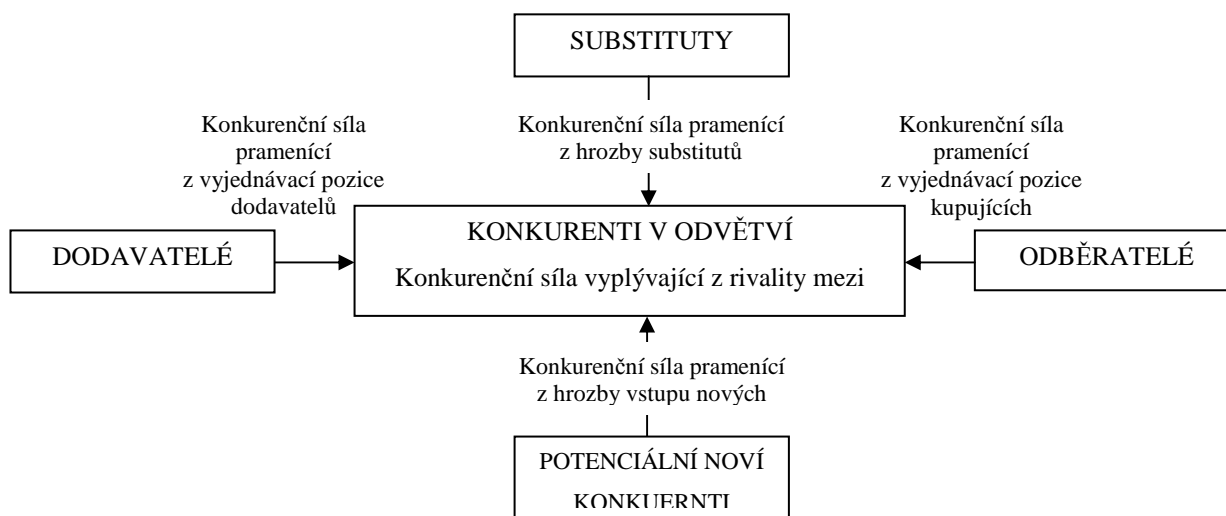 SUBSTITUTY
Konkurenční síla
pramenící
z vyjednávací pozice
dodavatelů
Konkurenční síla pramenící
z hrozby substitutů
Konkurenční síla
pramenící
z vyjednávací pozice
kupujících
DODAVATELÉ
KONKURENTI V ODVĚTVÍ
Konkurenční síla vyplývající z rivality mezi
ODBĚRATELÉ
Konkurenční síla pramenící
z hrozby vstupu nových
POTENCIÁLNÍ NOVÍ
KONKUERNTI